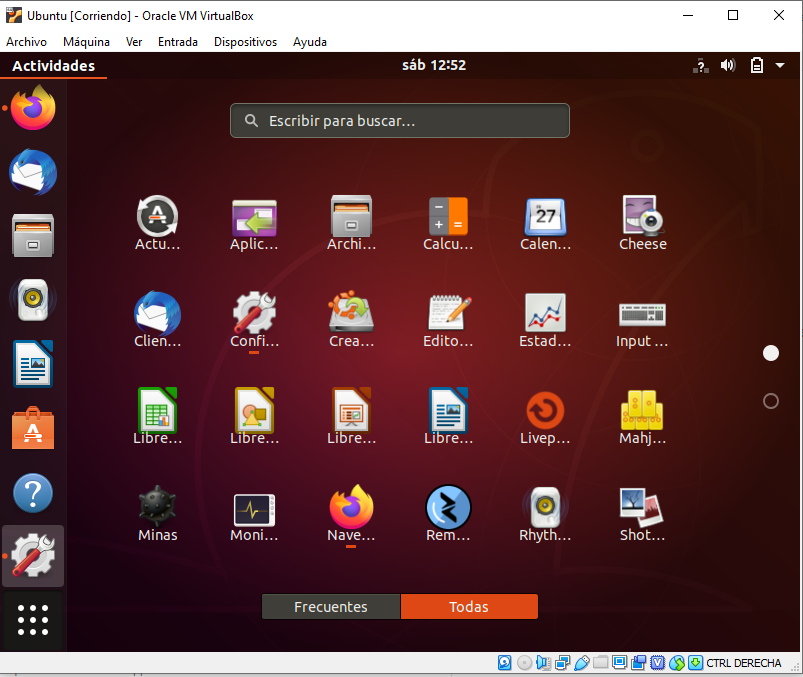 Ubuntu [Corriendo] - Oracle VM VirtualBox
Archivo Máquina Ver Entrada Dispositivos Ayuda
Actividades sáb 12:52
Escribir para buscar...
Actu... Aplic... Archi... Calcu... Calen... Cheese
27
Clien... Confi... Crea... Edito... Estad... Input ...
Libre... Libre... Libre... Libre... Livep... Mahj...
Minas Moni... Nave... Rem... Rhyth... Shot...
Frecuentes Todas
CTRL DERECHA